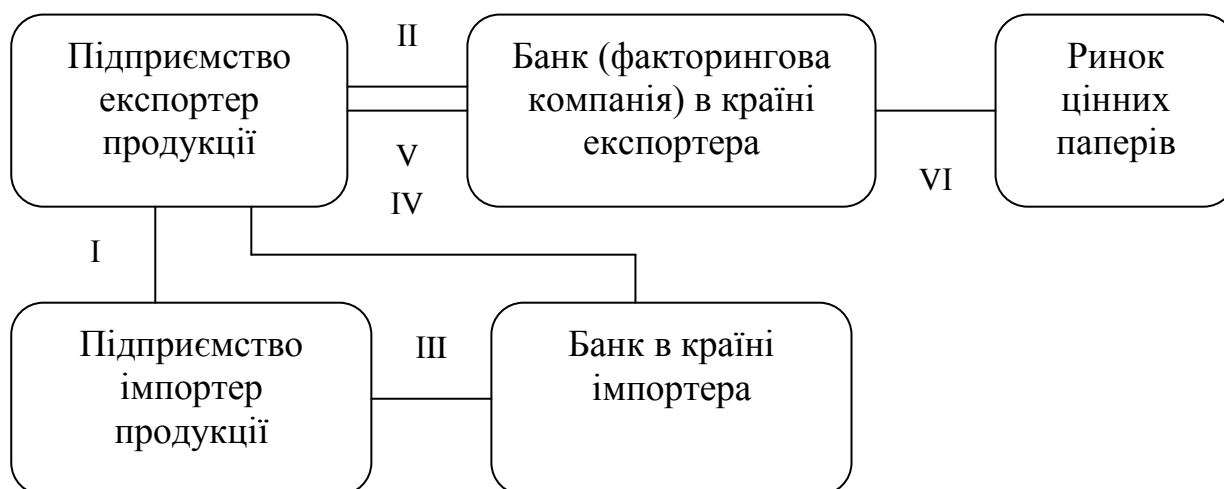 Підприємство
експортер
продукції
II
Банк (факторингова
компанія) в країні
експортера
Ринок
цінних
паперів
V
IV
VI
I
Підприємство
імпортер
продукції
III
Банк в країні
імпортера